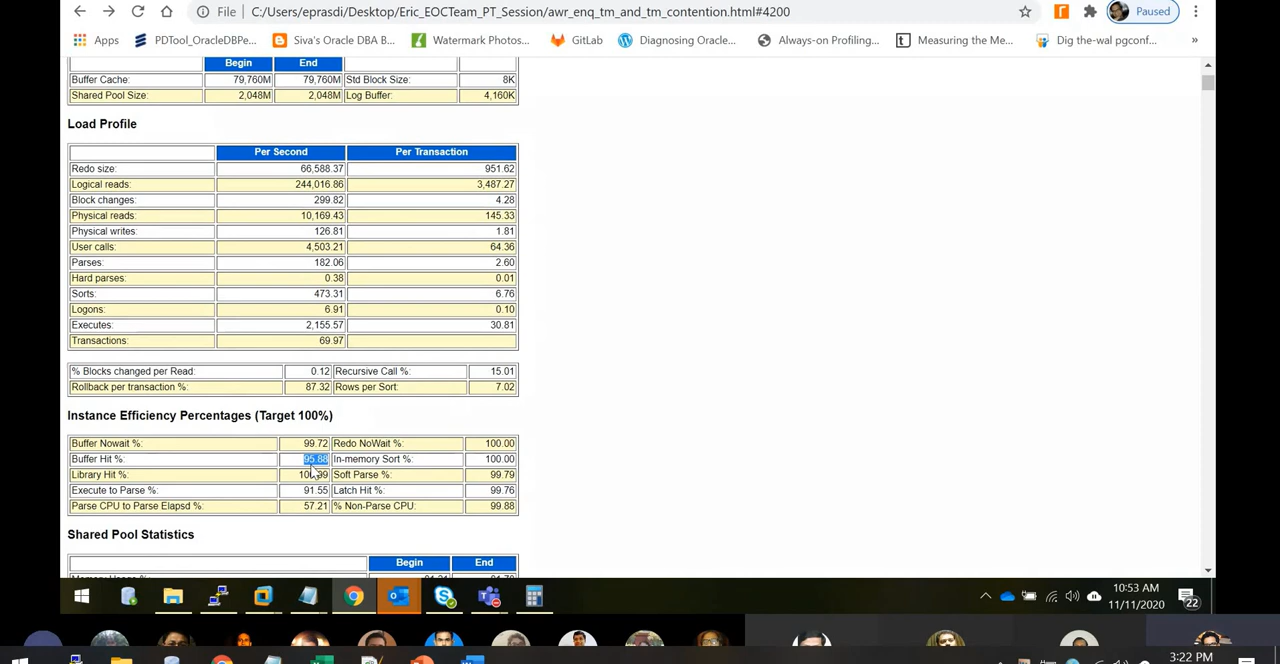 File C:/Users/eprasdi/Desktop/Eric_EOCTeam_PT_Session/awr_enq_tm_and_tm_contention.html#4200 Paused
Apps PDTool_OracleDBPe... Siva's Oracle DBA B... Watermark Photos... GitLab Diagnosing Oracle... Always-on Profiling... Measuring the Me... Dig the-wal pgconf... »
Begin End
Buffer Cache: 79,760M 79,760M Std Block Size: 8K
Shared Pool Size: 2,048M 2,048M Log Buffer: 4,160K
Load Profile
Per Second Per Transaction
Redo size: 66,588.37 951.62
Logical reads: 244,016.86 3,487.27
Block changes: 299.82 4.28
Physical reads: 10,169.43 145.33
Physical writes: 126.81 1.81
User calls: 4,503.21 64.36
Parses: 182.06 2.60
Hard parses: 0.38 0.01
Sorts: 473.31 6.76
Logons: 6.91 0.10
Executes: 2,155.57 30.81
Transactions: 69.97
% Blocks changed per Read: 0.12 Recursive Call %: 15.01
Rollback per transaction %: 87.32 Rows per Sort: 7.02
Instance Efficiency Percentages (Target 100%)
Buffer Nowait %: 99.72 Redo NoWait %: 100.00
Buffer Hit %: 95.88 In-memory Sort %: 100.00
Library Hit %: Soft Parse %: 99.79
Execute to Parse %: 91.55 Latch Hit %: 99.76
Parse CPU to Parse Elapsd %: 57.21 % Non-Parse CPU: 99.88
Shared Pool Statistics
Begin End
10:53 AM
11/11/2020
22
3:22 PM